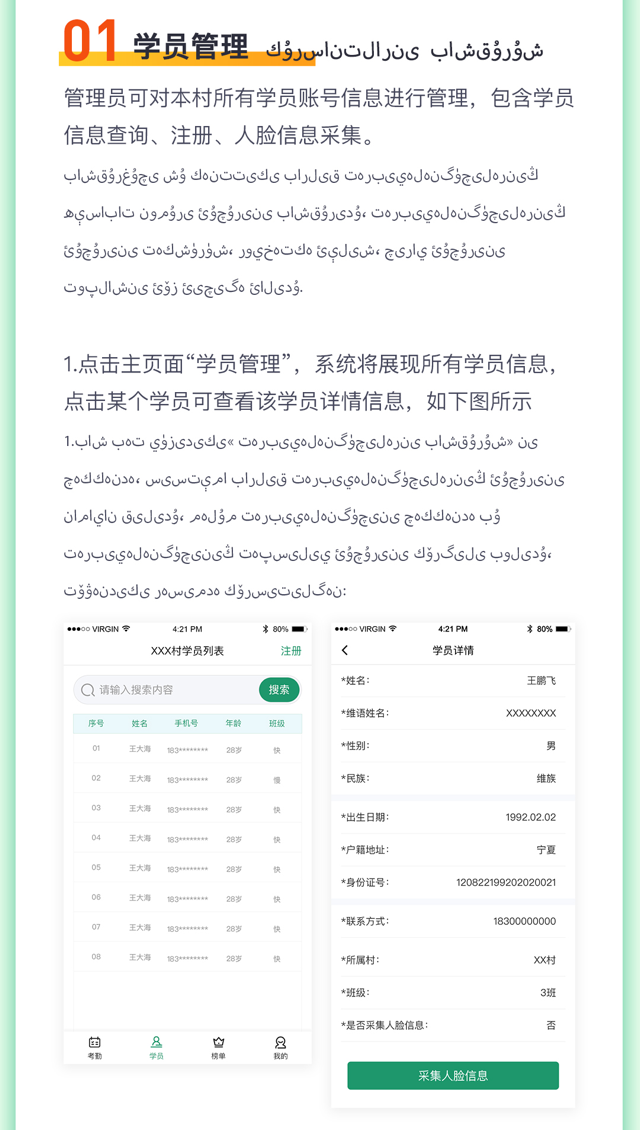 01 学员管理 كۇرسانتلارنى باشقۇرۇش
管理员可对本村所有学员账号信息进行管理，包含学员
信息查询、注册、人脸信息采集。
باشقۇرغۇچى شۇ كەنتتىكى بارلىق تەربىيەلەنگۈچىلەرنىڭ
ھېسابات نومۇرى ئۇچۇرىنى باشقۇرىدۇ، تەربىيەلەنگۈچىلەرنىڭ
ئۇچۇرىنى تەكشۈرۈش، رويخەتكە ئېلىش، چىراي ئۇچۇرىنى
توپلاشنى ئۆز ئىچىگە ئالىدۇ.
1.点击主页面“学员管理”，系统将展现所有学员信息，
点击某个学员可查看该学员详情信息，如下图所示
1.باش بەت يۈزىدىكى« تەربىيەلەنگۈچىلەرنى باشقۇرۇش» نى
چەككەندە، سىستېما بارلىق تەربىيەلەنگۈچىلەرنىڭ ئۇچۇرىنى
نامايان قىلىدۇ، مەلۇم تەربىيەلەنگۈچىنى چەككەندە بۇ
تەربىيەلەنگۈچىنىڭ تەپسىلىي ئۇچۇرىنى كۆرگىلى بولىدۇ،
تۆۋەندىكى رەسىمدە كۆرسىتىلگەن:
VIRGIN 4:21 PM 80%
XXX村学员列表 注册
请输入搜索内容 搜索
序号 姓名 手机号 年龄 班级
01 王大海 183******** 28岁 快
02 王大海 183******** 28岁 慢
03 王大海 183******** 28岁 快
04 王大海 183******** 28岁 快
05 王大海 183******** 28岁 快
06 王大海 183******** 28岁 快
07 王大海 183******** 28岁 快
08 王大海 183******** 28岁 快
考勤 学员 榜单 我的
VIRGIN 4:21 PM 80%
学员详情
*姓名： 王鹏飞
*维语姓名： XXXXXXXX
*性别： 男
*民族： 维族
*出生日期： 1992.02.02
*户籍地址： 宁夏
*身份证号： 120822199202020021
*联系方式： 18300000000
*所属村： XX村
*班级： 3班
*是否采集人脸信息： 否
采集人脸信息